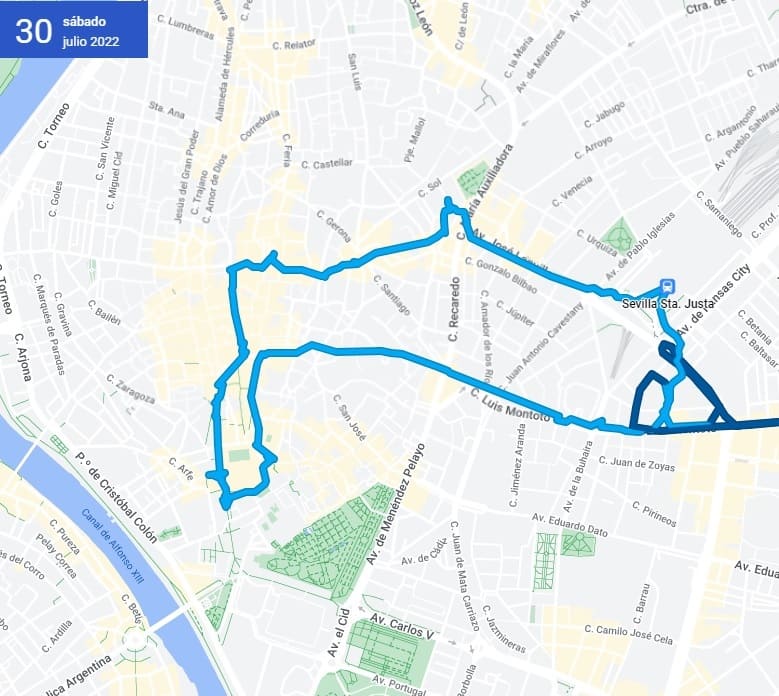 30 sábado
julio 2022
C. Lumbreras
C. Relator
Alameda de Hércules
San Luis
C/ de León
C. la María
Av. de Miraflores
Ctra. de C
C. Torneo
Sta. Ana
Correduría
Pje. Mallol
C. Jabugo
C. Argantonio
Av. Pueblo Saharaui
C. San Vicente
C. Miguel Cid
Jesús del Gran Poder
C. Trajano
C. Amor de Dios
C. Feria
C. Castellar
C. Arroyo
C. Goles
C. Sol
C. María Auxiliadora
C. Venecia
C. Samaniego
C. Prof.
C. Gerona
C. Urquiza
Av. de Pablo Iglesias
C. Torneo
C. Gonzalo Bilbao
Sevilla Sta. Justa
Av. de Kansas City
C. Marqués de Paradas
C. Gravina
C. Bailén
C. Santiago
C. Recaredo
C. Júpiter
C. Amador de los Ríos
Juan Antonio Cavestany
C. Betania
C. Baltasar
C. Arjona
C. Zaragoza
C. San José
C. Luis Montoto
C. Arfe
Av. de Menéndez Pelayo
C. Jiménez Aranda
Av. de la Buhaira
C. Juan de Zoyas
P.º de Cristóbal Colón
Canal de Alfonso XIII
C. Pirineos
Av. Eduardo Dato
C. Pureza
Pelay Correa
Av. de Cádiz
C. Juan de Mata Carriazo
Av. Eduar
C. Betis
C. Ardilla
Av. el Cid
Av. Carlos V
C. Jazmineras
C. Barrau
C. Camilo José Cela
lica Argentina
Av. Portugal
Borbolla